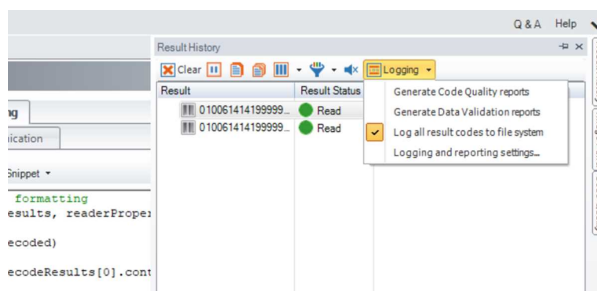 Q & A Help
Result History
Clear Logging
Result Result Status
010061414199999... Read
010061414199999... Read
Generate Code Quality reports
Generate Data Validation reports
Log all result codes to file system
Logging and reporting settings...
Snippet
formatting
esults, readerProper
ecoded)
ecodeResults[0].cont